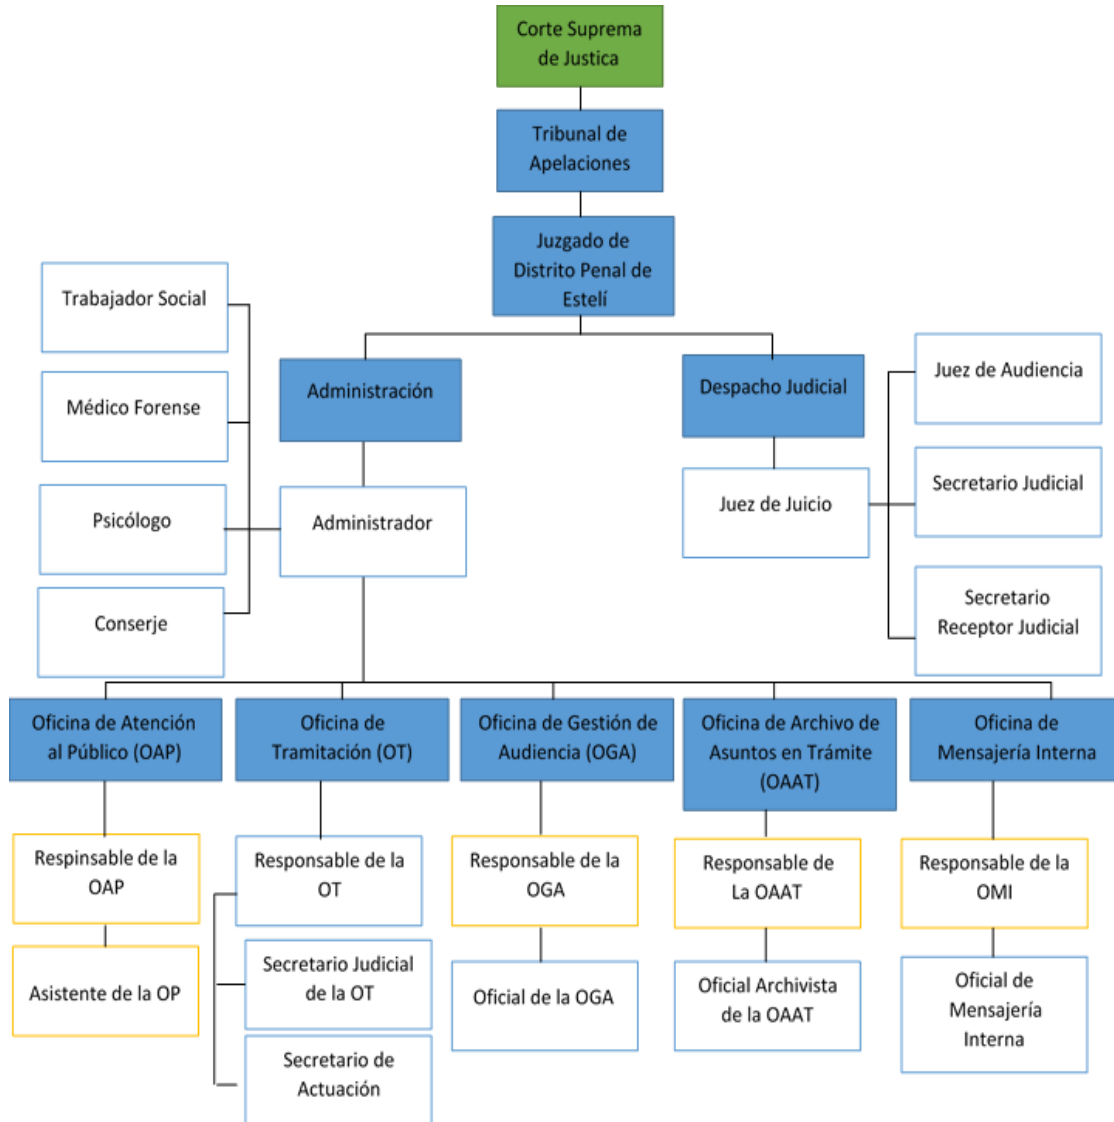 Corte Suprema
de Justica
Tribunal de
Apelaciones
Juzgado de
Distrito Penal de
Estelí
Trabajador Social
Médico Forense
Psicólogo
Conserje
Administración
Administrador
Despacho Judicial
Juez de Juicio
Juez de Audiencia
Secretario Judicial
Secretario
Receptor Judicial
Oficina de Atención
al Público (OAP)
Respinsable de la
OAP
Asistente de la OP
Oficina de
Tramitación (OT)
Responsable de la
OT
Secretario Judicial
de la OT
Secretario de
Actuación
Oficina de Gestión de
Audiencia (OGA)
Responsable de la
OGA
Oficial de la OGA
Oficina de Archivo de
Asuntos en Trámite
(OAAT)
Responsable de
La OAAT
Oficial Archivista
de la OAAT
Oficina de
Mensajería Interna
Responsable de la
OMI
Oficial de
Mensajería
Interna